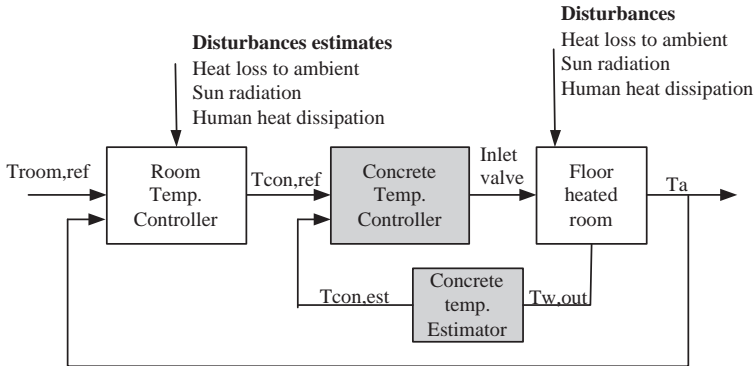 Disturbances estimates
Heat loss to ambient
Sun radiation
Human heat dissipation
Disturbances
Heat loss to ambient
Sun radiation
Human heat dissipation
Troom,ref
Room
Temp.
Controller
Tcon,ref
Concrete
Temp.
Controller
Inlet
valve
Floor
heated
room
Ta
Tcon,est
Concrete
temp.
Estimator
Tw,out